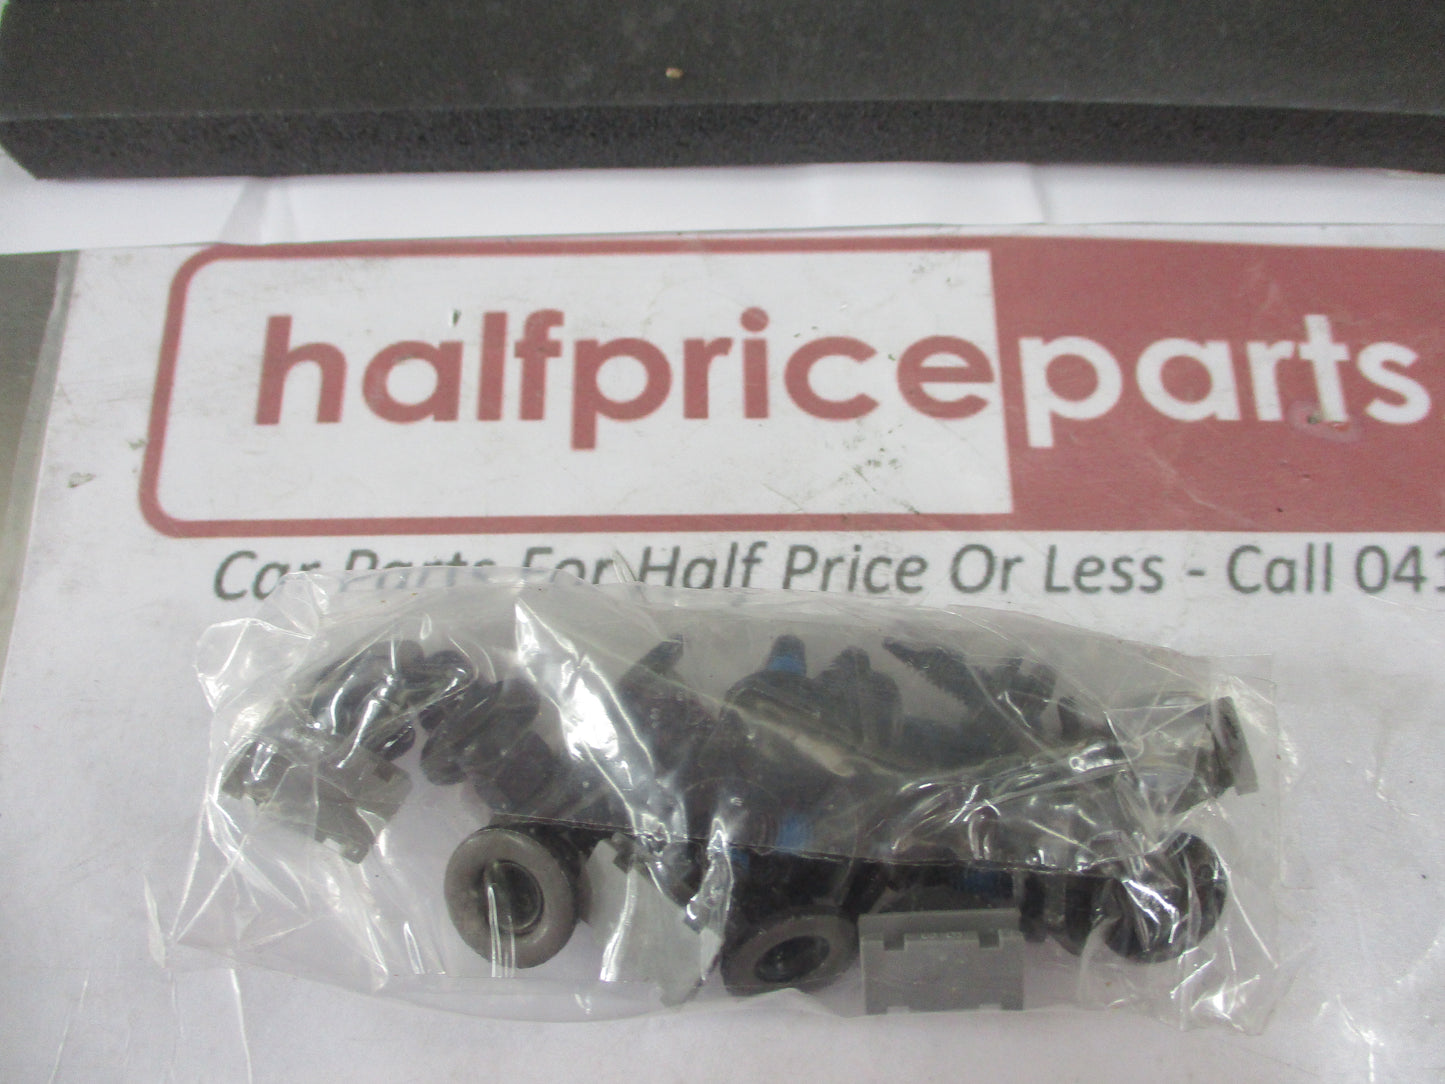 halfpriceparts
Car Parts For Half Price Or Less - Call 041